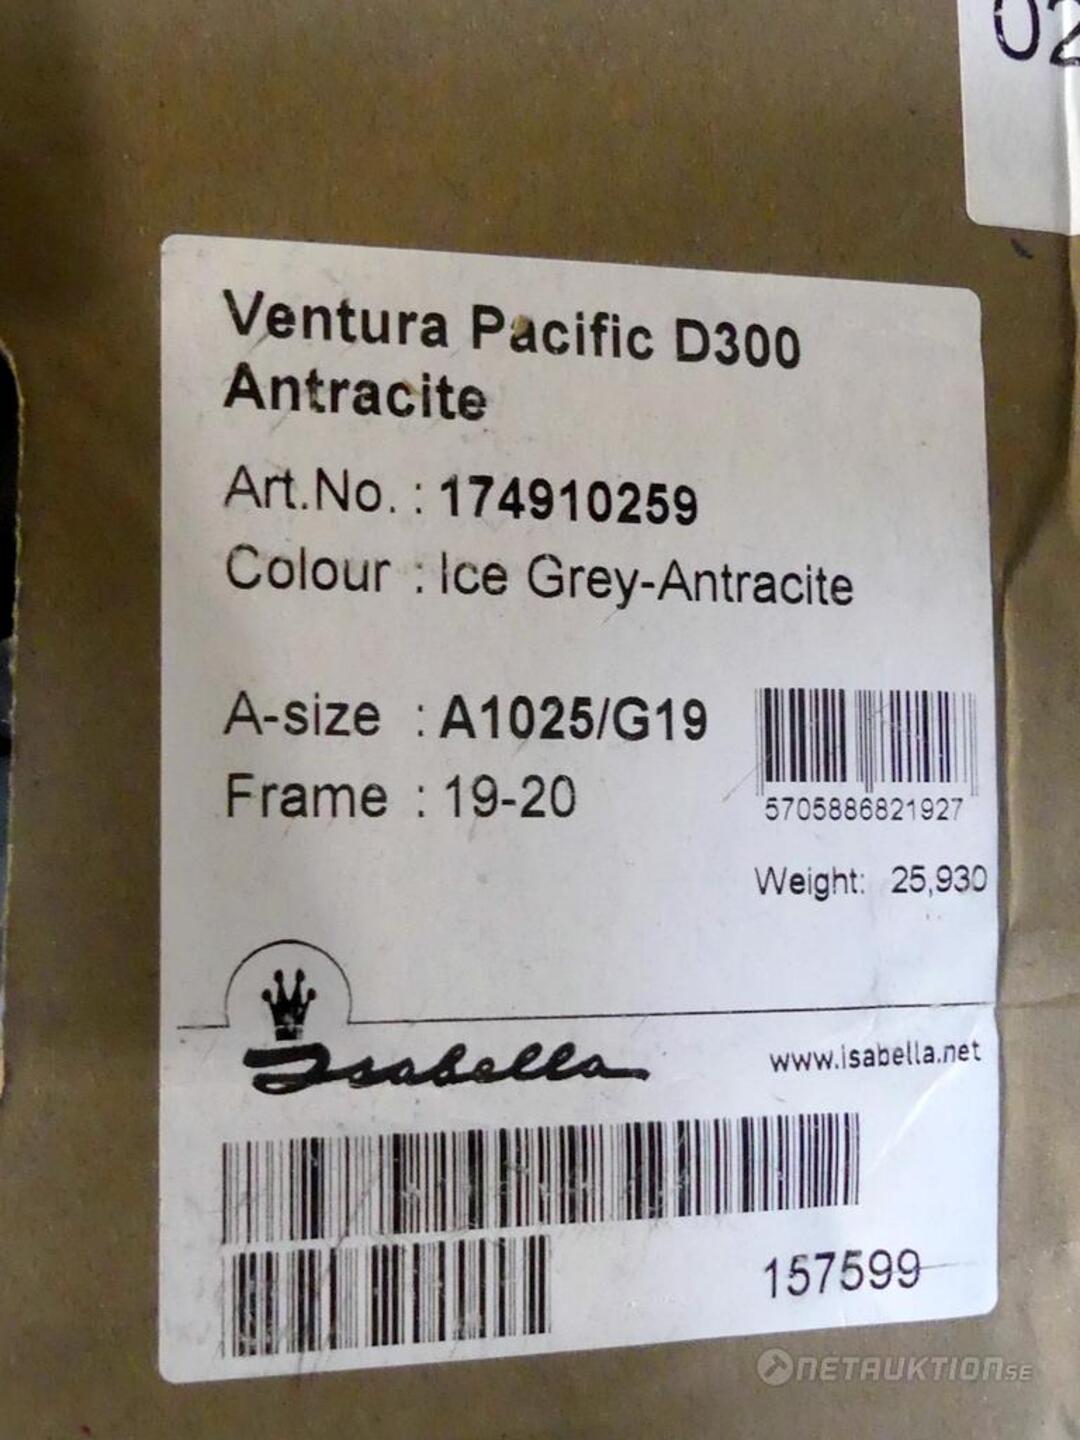 02
Ventura Pacific D300
Antracite
Art.No. : 174910259
Colour : Ice Grey-Antracite
A-size : A1025/G19
Frame : 19-20
5705886821927
Weight: 25,930
Isabella
www.isabella.net
157599
NETAUKTION.SE